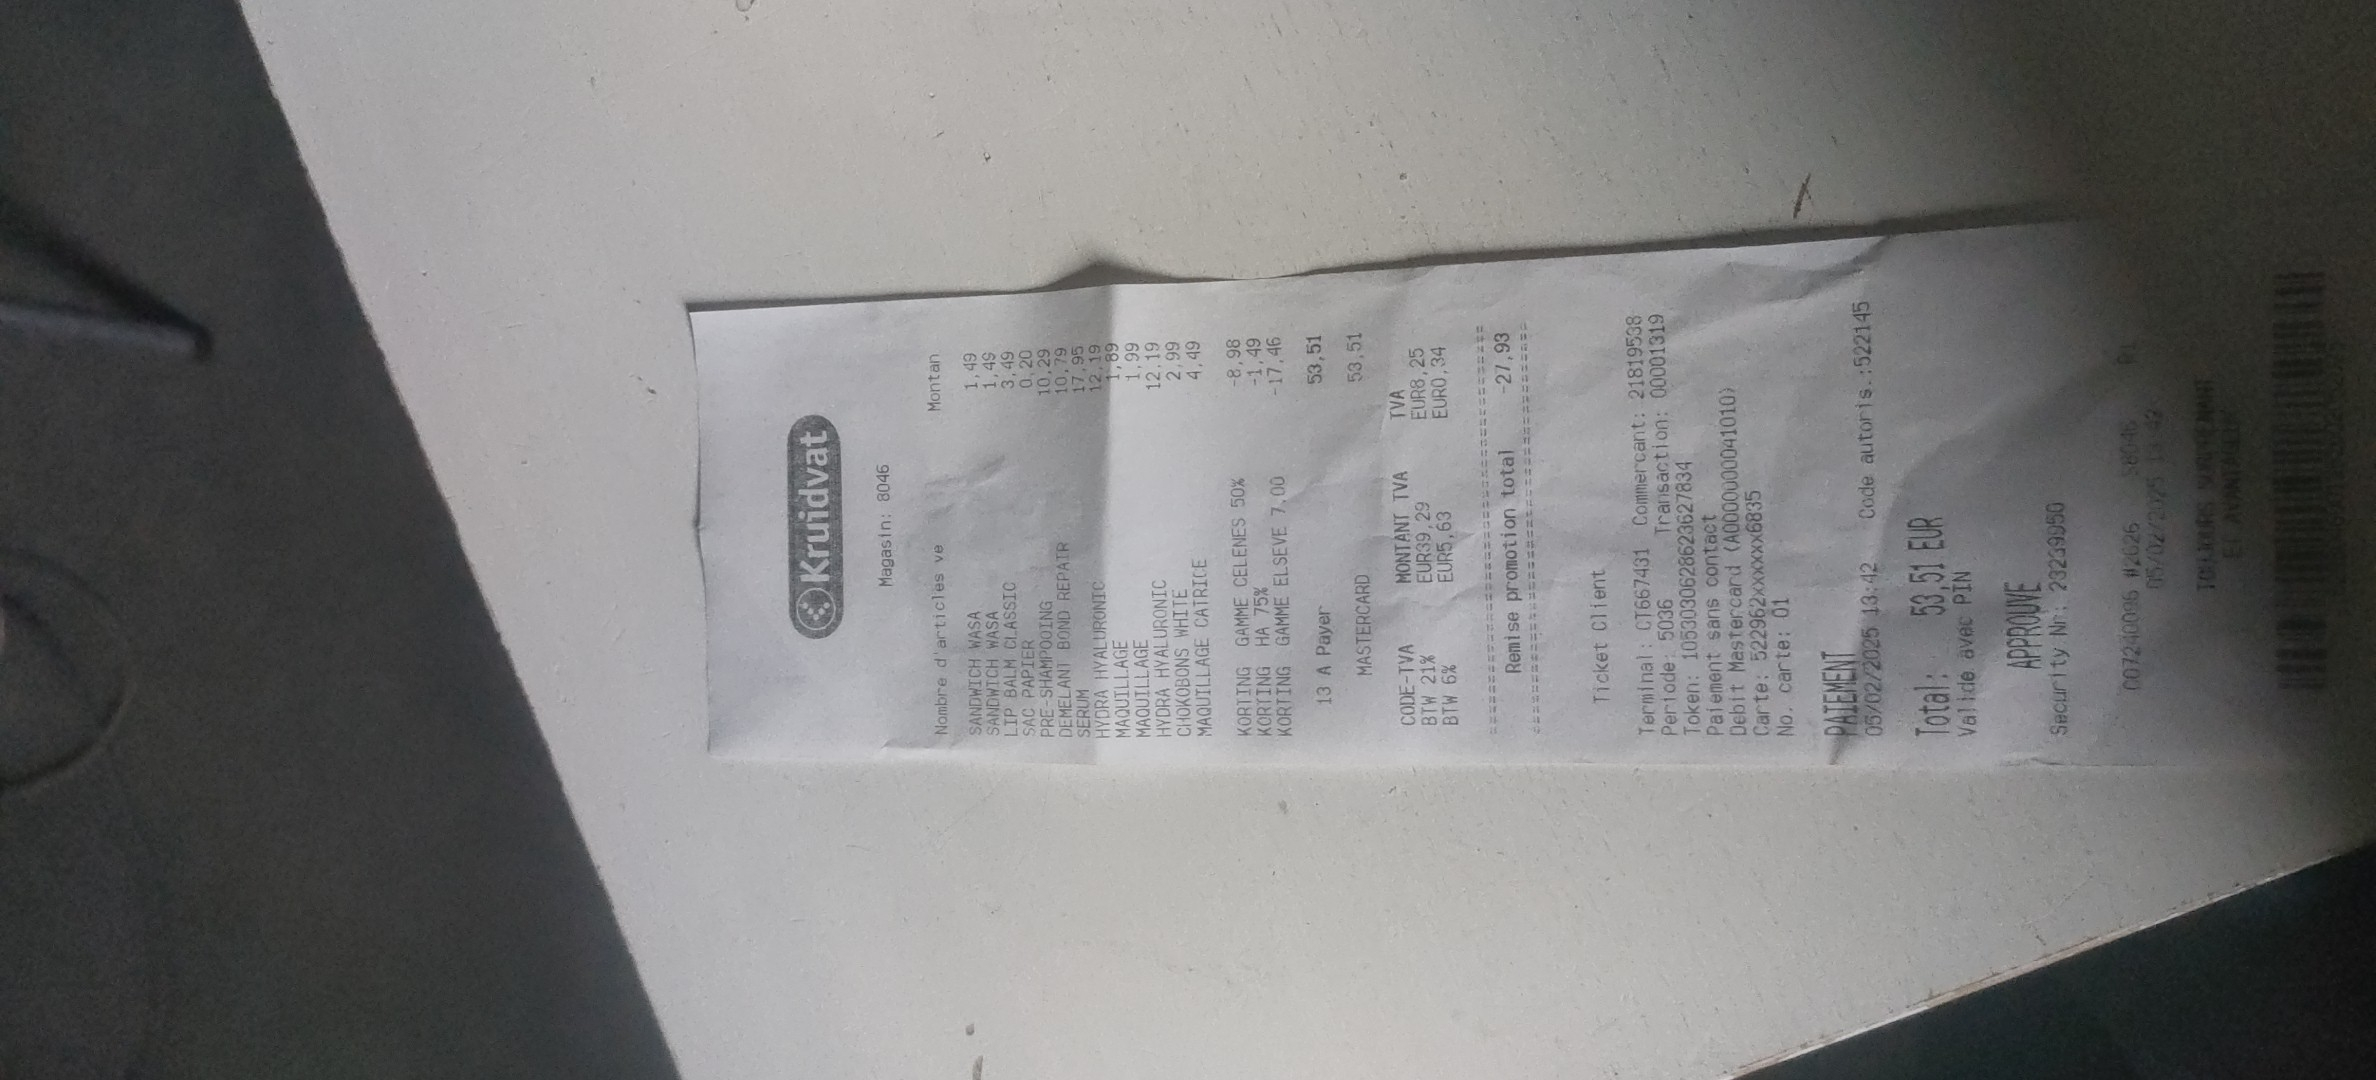 Kruidvat
Magasin: 8046
Nombre d'articles ve Montan
SANDWICH WASA 1,49
SANDWICH WASA 1,49
LIP BALM CLASSIC 3,49
SAC PAPIER 0,20
PRE-SHAMPOOING 10,29
DEMELANT BOND REPAIR 10,79
SERUM 17,95
HYDRA HYALURONIC 12,19
MAQUILLAGE 1,89
MAQUILLAGE 1,99
HYDRA HYALURONIC 12,19
CHOKOBONS WHITE 2,99
MAQUILLAGE CATRICE 4,49
KORTING GAMME CELENES 50% -8,98
KORTING HA 75% -1,49
KORTING GAMME ELSEVE 7,00 -17,46
13 A Payer 53,51
MASTERCARD 53,51
CODE-TVA MONTANT TVA TVA
BTW 21% EUR39,29 EUR8,25
BTW 6% EUR5,63 EUR0,34
Remise promotion total -27,93
Ticket Client
Terminal: CT667431 Commercant: 21819538
Periode: 5036 Transaction: 00001319
Token: 1053030628623627834
Paiement sans contact
Debit Mastercard (A0000000041010)
Carte: 522962xxxxxxx6835
No. carte: 01
PAIEMENT
05/02/2025 13:42 Code autoris.:522145
Total: 53,51 EUR
Valide avec PIN
APPROUVE
Security Nr: 23239950
05/02/2025 13:42
TOUJOURS